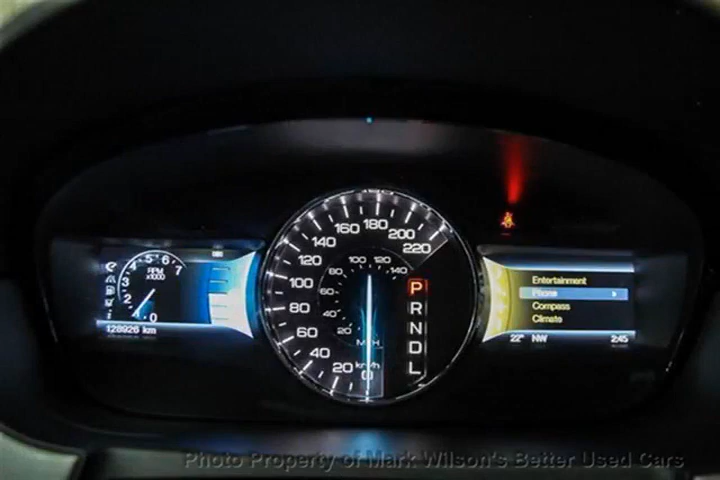 4 5 6 7
3
2
1
0
RPM
x1000
128926 km
20 40 60 80 100 120 140 160 180 200 220
20 40 60 80 100 120 140
MPH
km/h
0
P
R
N
D
L
Entertainment
Phone
Compass
Climate
22° NW 2:45
Photo Property of Mark Wilson's Better Used Cars